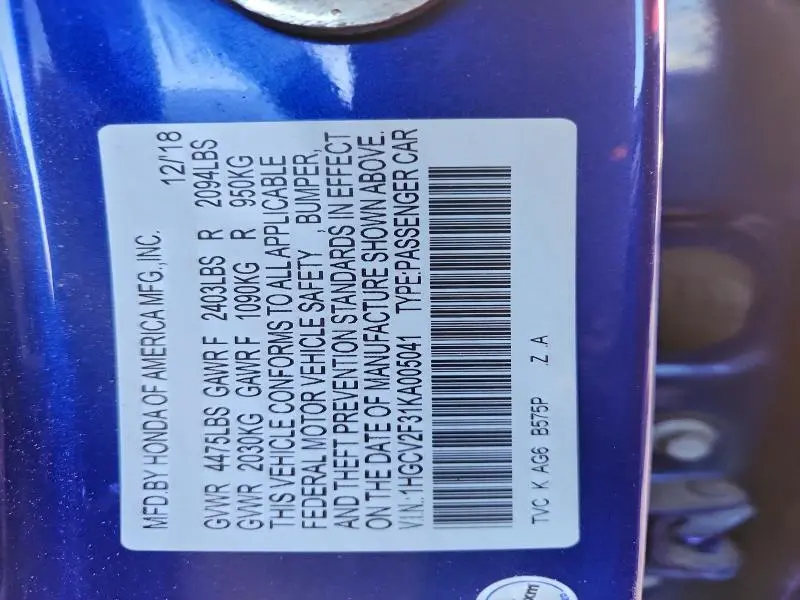 MFD.BY HONDA OF AMERICA MFG.,INC. 12/'18
GVWR 4475LBS GAWR F 2403LBS R 2094LBS
GVWR 2030KG GAWR F 1090KG R 950KG
THIS VEHICLE CONFORMS TO ALL APPLICABLE
FEDERAL MOTOR VEHICLE SAFETY , BUMPER,
AND THEFT PREVENTION STANDARDS IN EFFECT
ON THE DATE OF MANUFACTURE SHOWN ABOVE.
V.I.N.:1HGCV2F31KA005041 TYPE:PASSENGER CAR
TVC K AG6 B575P .Z .A